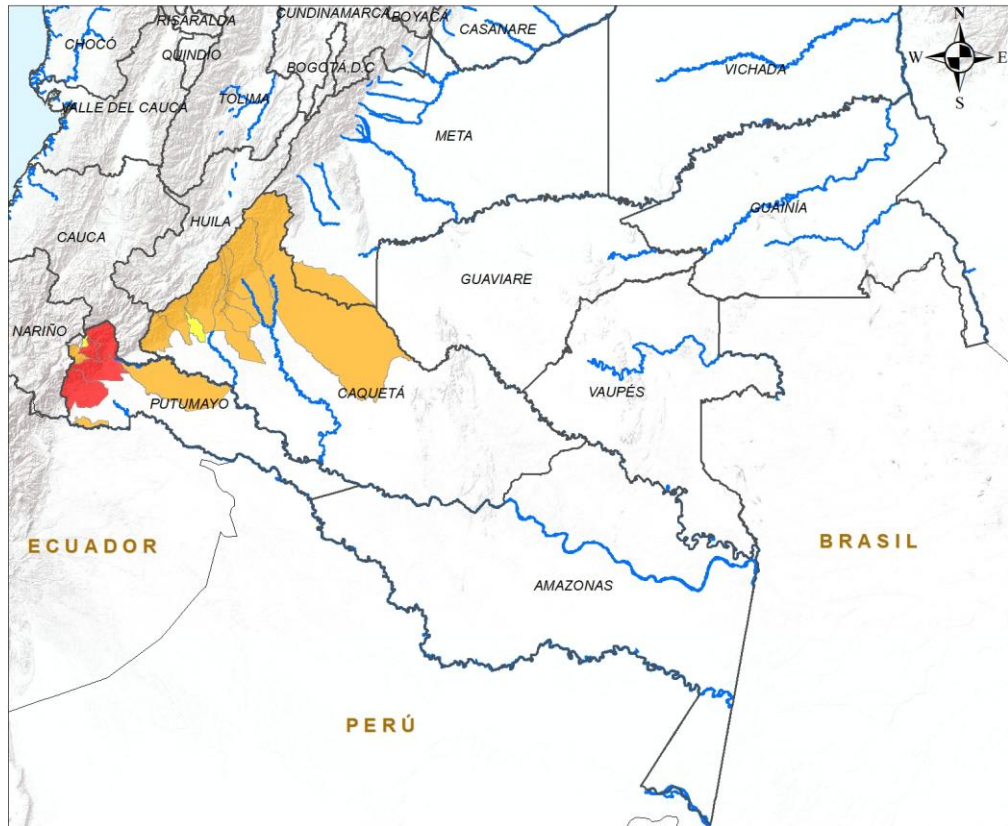 CUNDINAMARCA
BOYACÁ
RISARALDA
CASANARE
N
CHOCÓ
QUINDÍO
BOGOTÁ D.C
W
E
VICHADA
S
VALLE DEL CAUCA
TOLIMA
META
GUAINÍA
HUILA
CAUCA
GUAVIARE
NARIÑO
CAQUETÁ
VAUPÉS
PUTUMAYO
ECUADOR
BRASIL
AMAZONAS
PERÚ